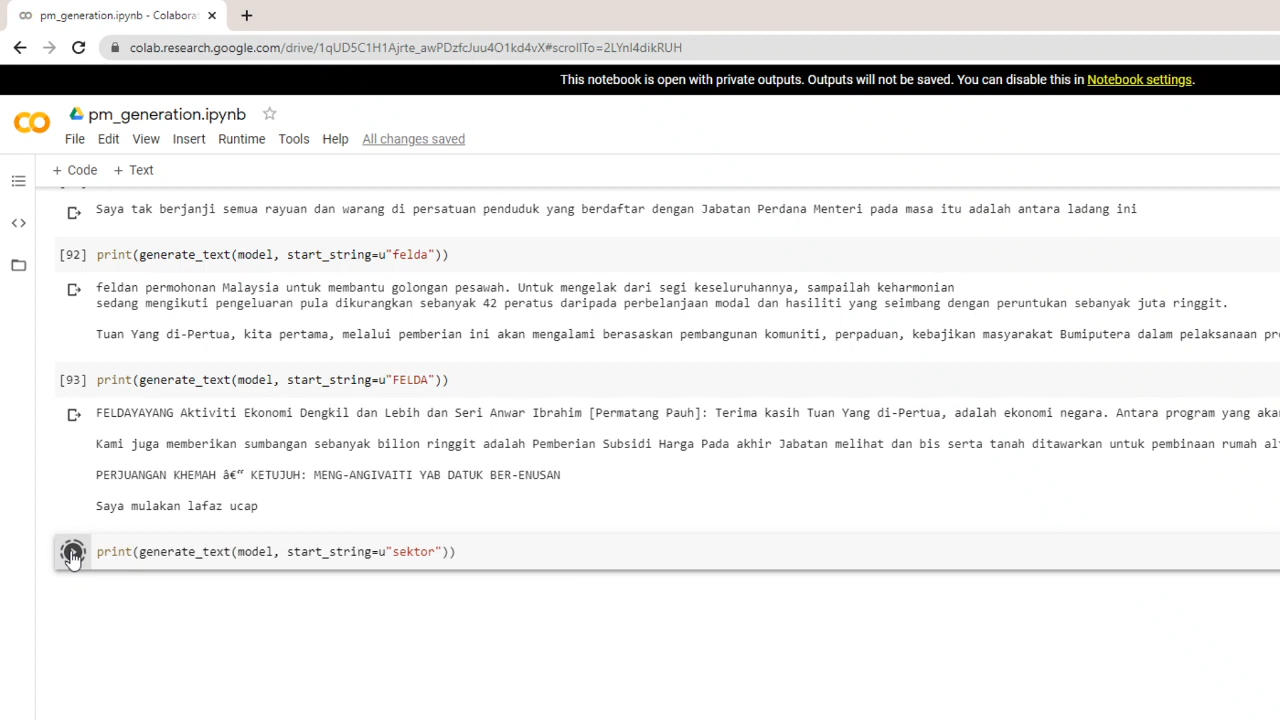 pm_generation.ipynb - Colabora
colab.research.google.com/drive/1qUD5C1H1Ajrte_awPDzfcJuu4O1kd4vX#scrollTo=2LYnI4dikRUH
This notebook is open with private outputs. Outputs will not be saved. You can disable this in Notebook settings.
pm_generation.ipynb
File Edit View Insert Runtime Tools Help All changes saved
+ Code + Text
Saya tak berjanji semua rayuan dan warang di persatuan penduduk yang berdaftar dengan Jabatan Perdana Menteri pada masa itu adalah antara ladang ini
[92] print(generate_text(model, start_string=u"felda"))
feldan permohonan Malaysia untuk membantu golongan pesawah. Untuk mengelak dari segi keseluruhannya, sampailah keharmonian
sedang mengikuti pengeluaran pula dikurangkan sebanyak 42 peratus daripada perbelanjaan modal dan hasiliti yang seimbang dengan peruntukan sebanyak juta ringgit.
Tuan Yang di-Pertua, kita pertama, melalui pemberian ini akan mengalami berasaskan pembangunan komuniti, perpaduan, kebajikan masyarakat Bumiputera dalam pelaksanaan pr
[93] print(generate_text(model, start_string=u"FELDA"))
FELDAYAYANG Aktiviti Ekonomi Dengkil dan Lebih dan Seri Anwar Ibrahim [Permatang Pauh]: Terima kasih Tuan Yang di-Pertua, adalah ekonomi negara. Antara program yang aka
Kami juga memberikan sumbangan sebanyak bilion ringgit adalah Pemberian Subsidi Harga Pada akhir Jabatan melihat dan bis serta tanah ditawarkan untuk pembinaan rumah al
PERJUANGAN KHEMAH â€“ KETUJUH: MENG-ANGIVAITI YAB DATUK BER-ENUSAN
Saya mulakan lafaz ucap
print(generate_text(model, start_string=u"sektor"))